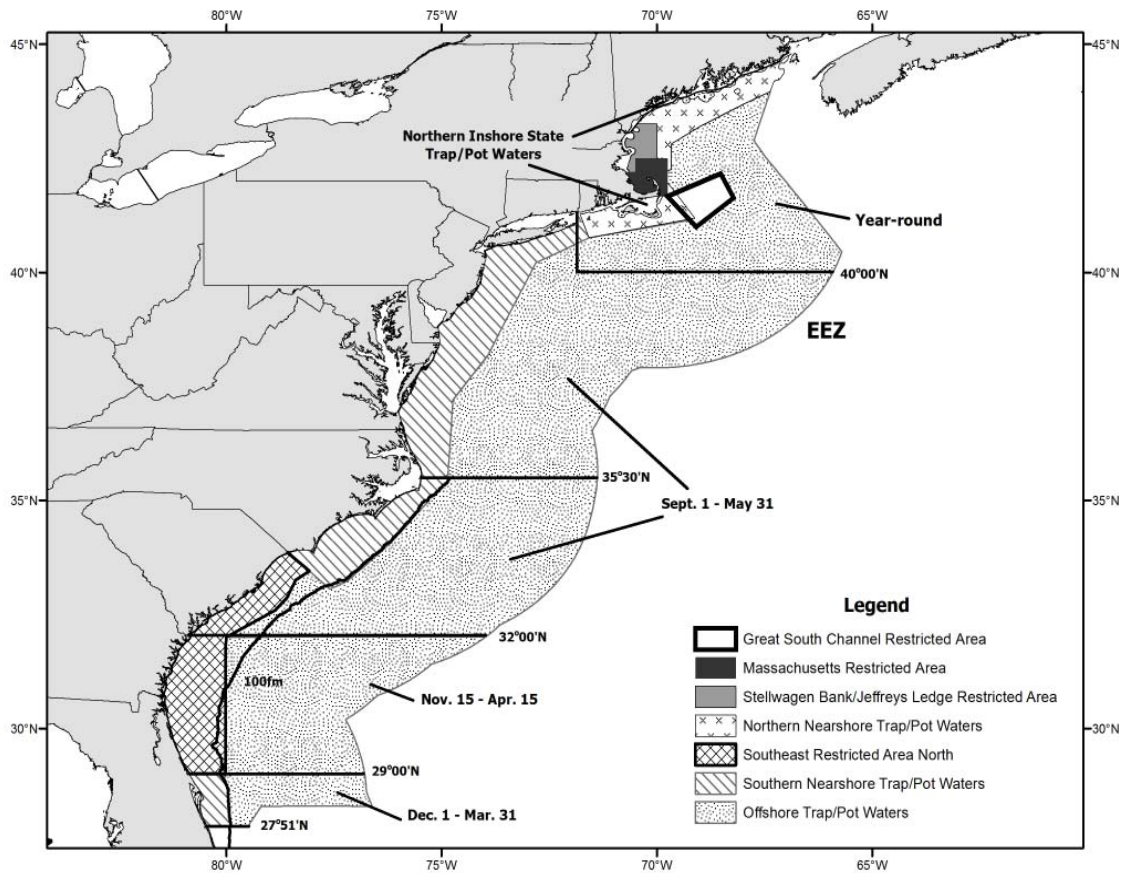 80°W
75°W
70°W
65°W
45°N
45°N
Northern Inshore State
Trap/Pot Waters
Year-round
40°N
40°00'N
40°N
EEZ
35°30'N
35°N
35°N
Sept. 1 - May 31
Legend
Great South Channel Restricted Area
32°00'N
Massachusetts Restricted Area
100fm
Nov. 15 - Apr. 15
Stellwagen Bank/Jeffreys Ledge Restricted Area
30°N
Northern Nearshore Trap/Pot Waters
30°N
Southeast Restricted Area North
29°00'N
Southern Nearshore Trap/Pot Waters
Dec. 1 - Mar. 31
Offshore Trap/Pot Waters
27°51'N
80°W
75°W
70°W
65°W